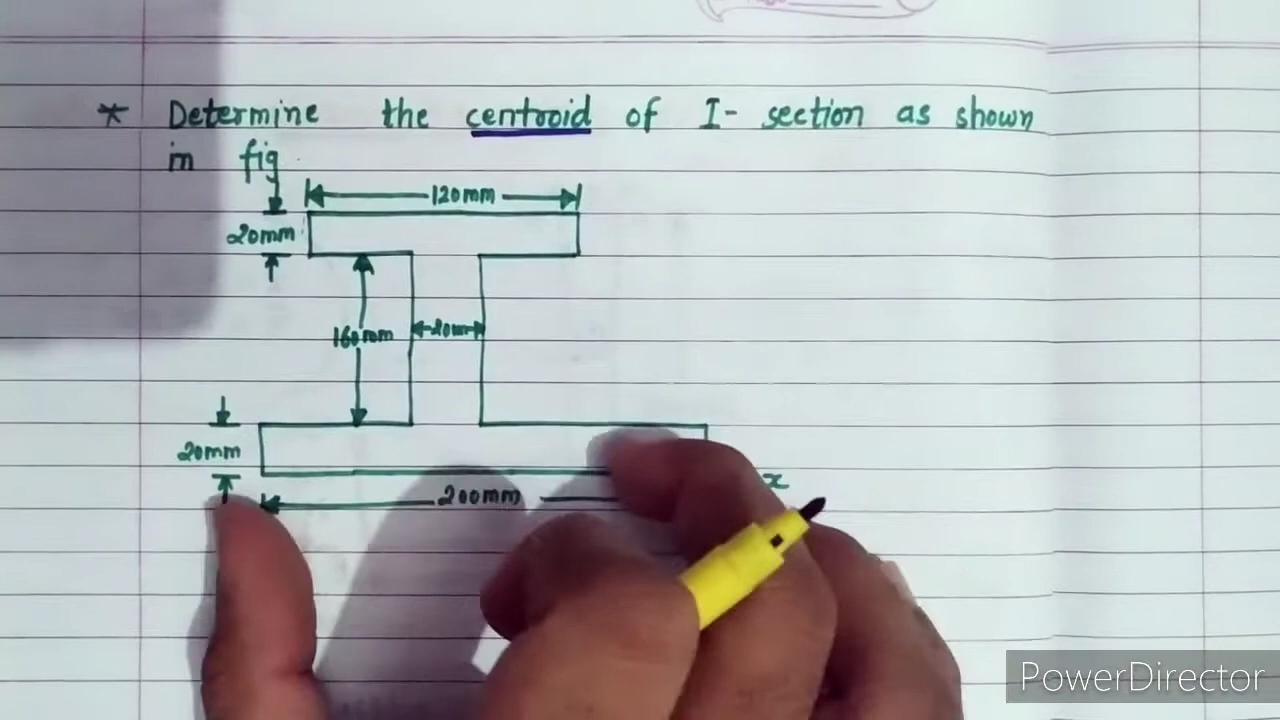 * Determine the centroid of I- section as shown
in fig
120mm
20mm
160mm
20mm
20mm
200mm
x
PowerDirector